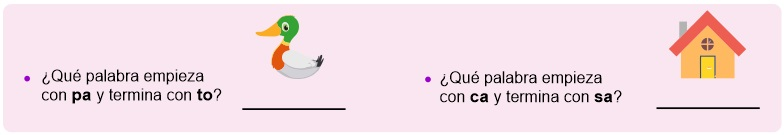 ¿Qué palabra empieza
con pa y termina con to?
¿Qué palabra empieza
con ca y termina con sa?